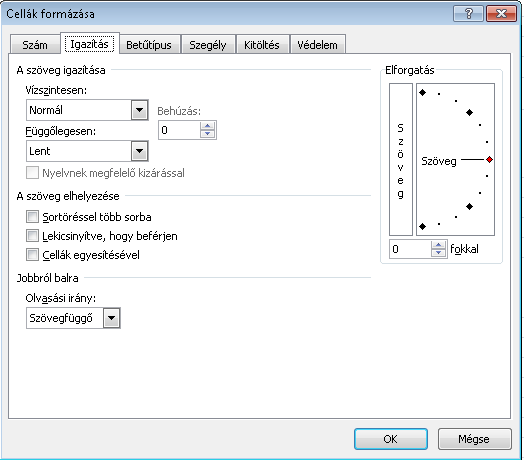 Cellák formázása
Szám Igazítás Betűtípus Szegély Kitöltés Védelem
A szöveg igazítása
Vízszintesen:
Normál
Behúzás:
0
Függőlegesen:
Lent
Nyelvnek megfelelő kizárással
A szöveg elhelyezése
Sortöréssel több sorba
Lekicsinyítve, hogy beférjen
Cellák egyesítésével
Jobbról balra
Olvasási irány:
Szövegfüggő
Elforgatás
Szöveg
Szöveg
0 fokkal
OK Mégse